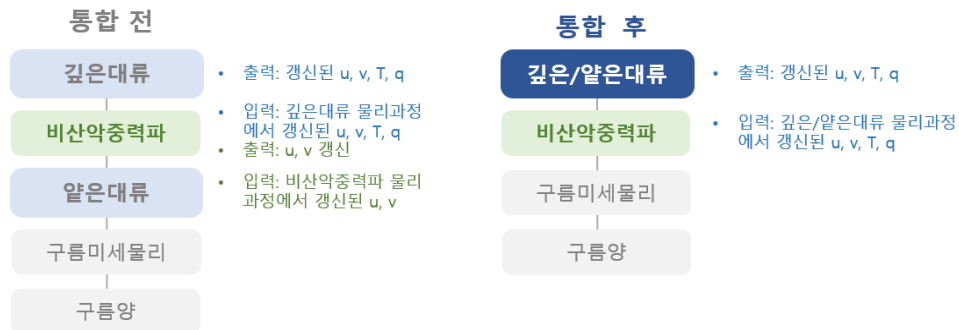 통합 전
깊은대류
• 출력: 갱신된 u, v, T, q
비산악중력파
• 입력: 깊은대류 물리과정
에서 갱신된 u, v, T, q
• 출력: u, v 갱신
얕은대류
• 입력: 비산악중력파 물리
과정에서 갱신된 u, v
구름미세물리
구름양
통합 후
깊은/얕은대류
• 출력: 갱신된 u, v, T, q
비산악중력파
• 입력: 깊은/얕은대류 물리과정
에서 갱신된 u, v, T, q
구름미세물리
구름양